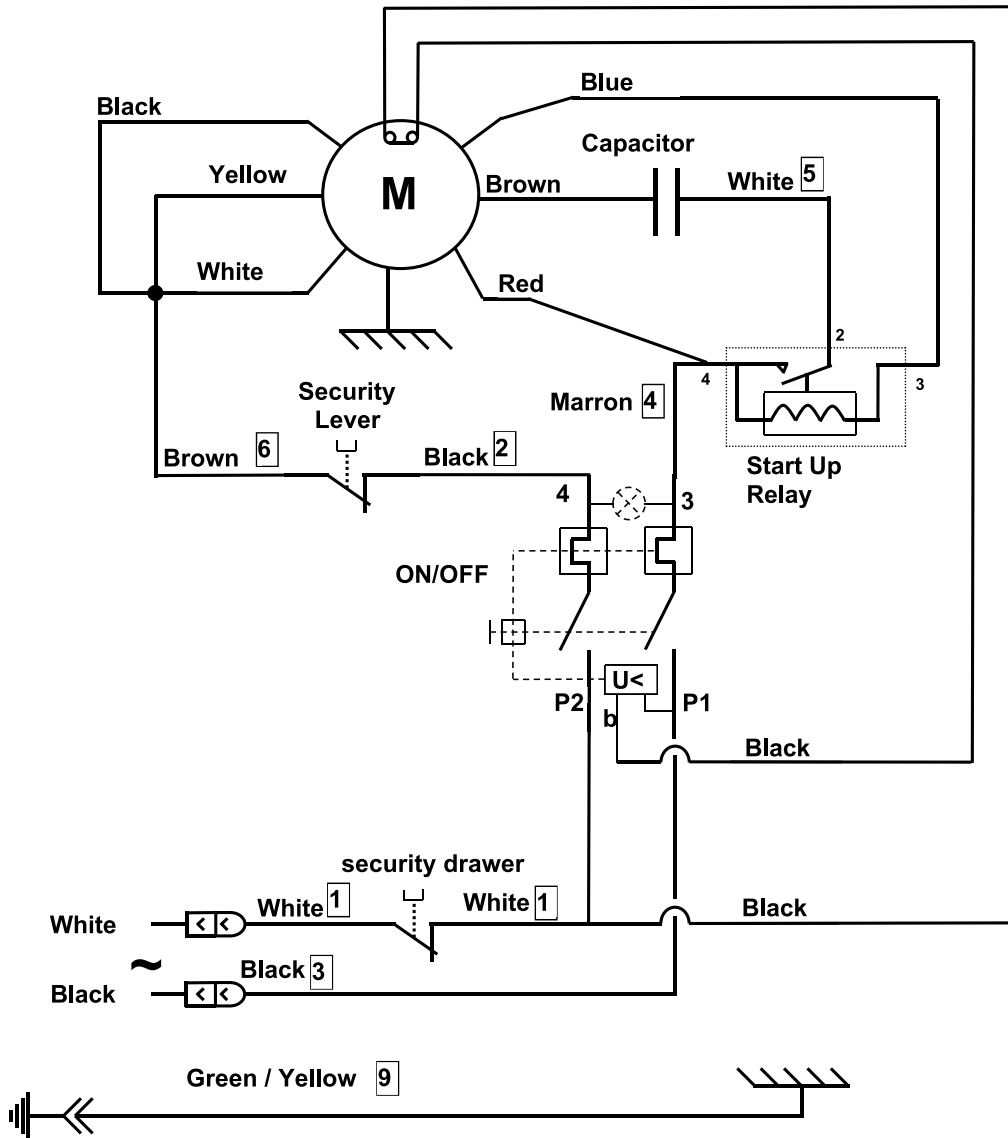 Blue
Black
Capacitor
Yellow
M
Brown
White 5
White
Red
2
4
3
Security
Lever
Marron 4
Brown 6
Black 2
Start Up
Relay
4
3
ON/OFF
U<
P2
b
P1
Black
security drawer
White
White 1
White 1
Black
~
Black
Black 3
Green / Yellow 9